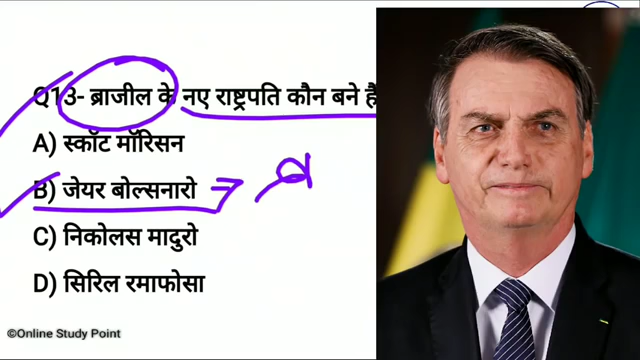 Q13- ब्राजील के नए राष्ट्रपति कौन बने है
A) स्कॉट मॉरिसन
B) जेयर बोल्सनारो
C) निकोलस मादुरो
D) सिरिल रमाफोसा
©Online Study Point